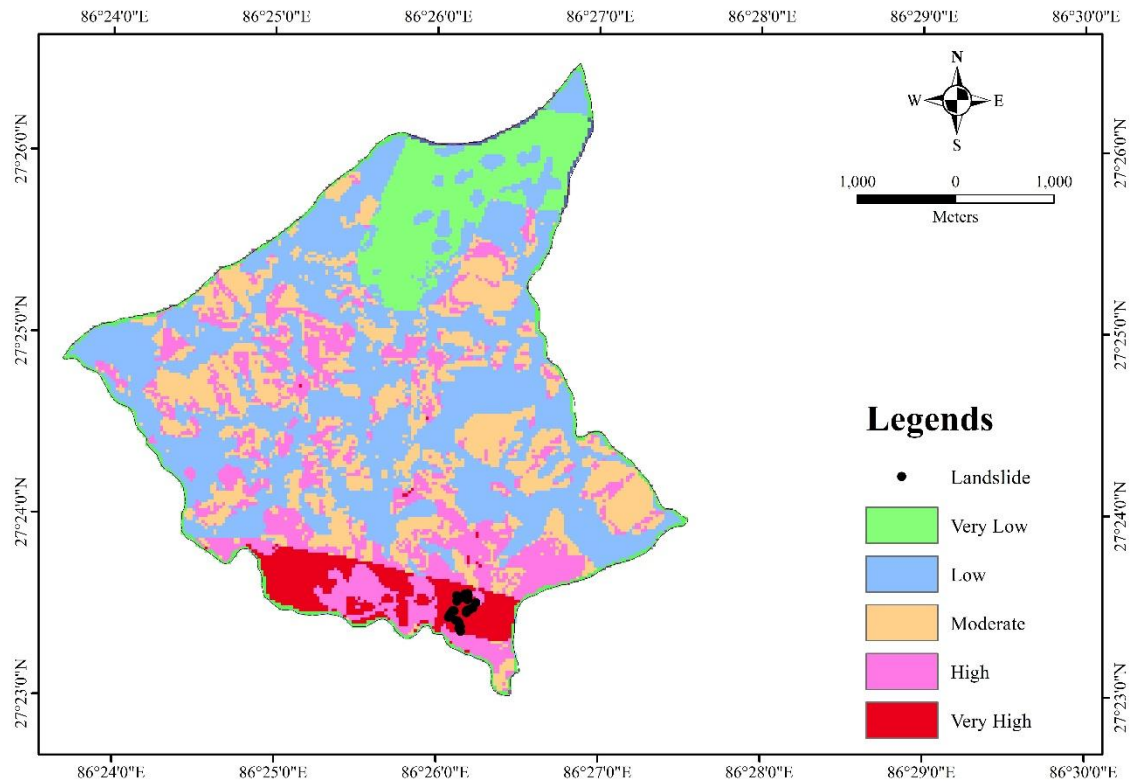 86°24'0"E 86°25'0"E 86°26'0"E 86°27'0"E 86°28'0"E 86°29'0"E 86°30'0"E
N
W E
S
27°26'0"N 27°26'0"N
1,000 0 1,000
Meters
27°25'0"N 27°25'0"N
Legends
Landslide
27°24'0"N 27°24'0"N
Very Low
Low
Moderate
High
27°23'0"N 27°23'0"N
Very High
86°24'0"E 86°25'0"E 86°26'0"E 86°27'0"E 86°28'0"E 86°29'0"E 86°30'0"E